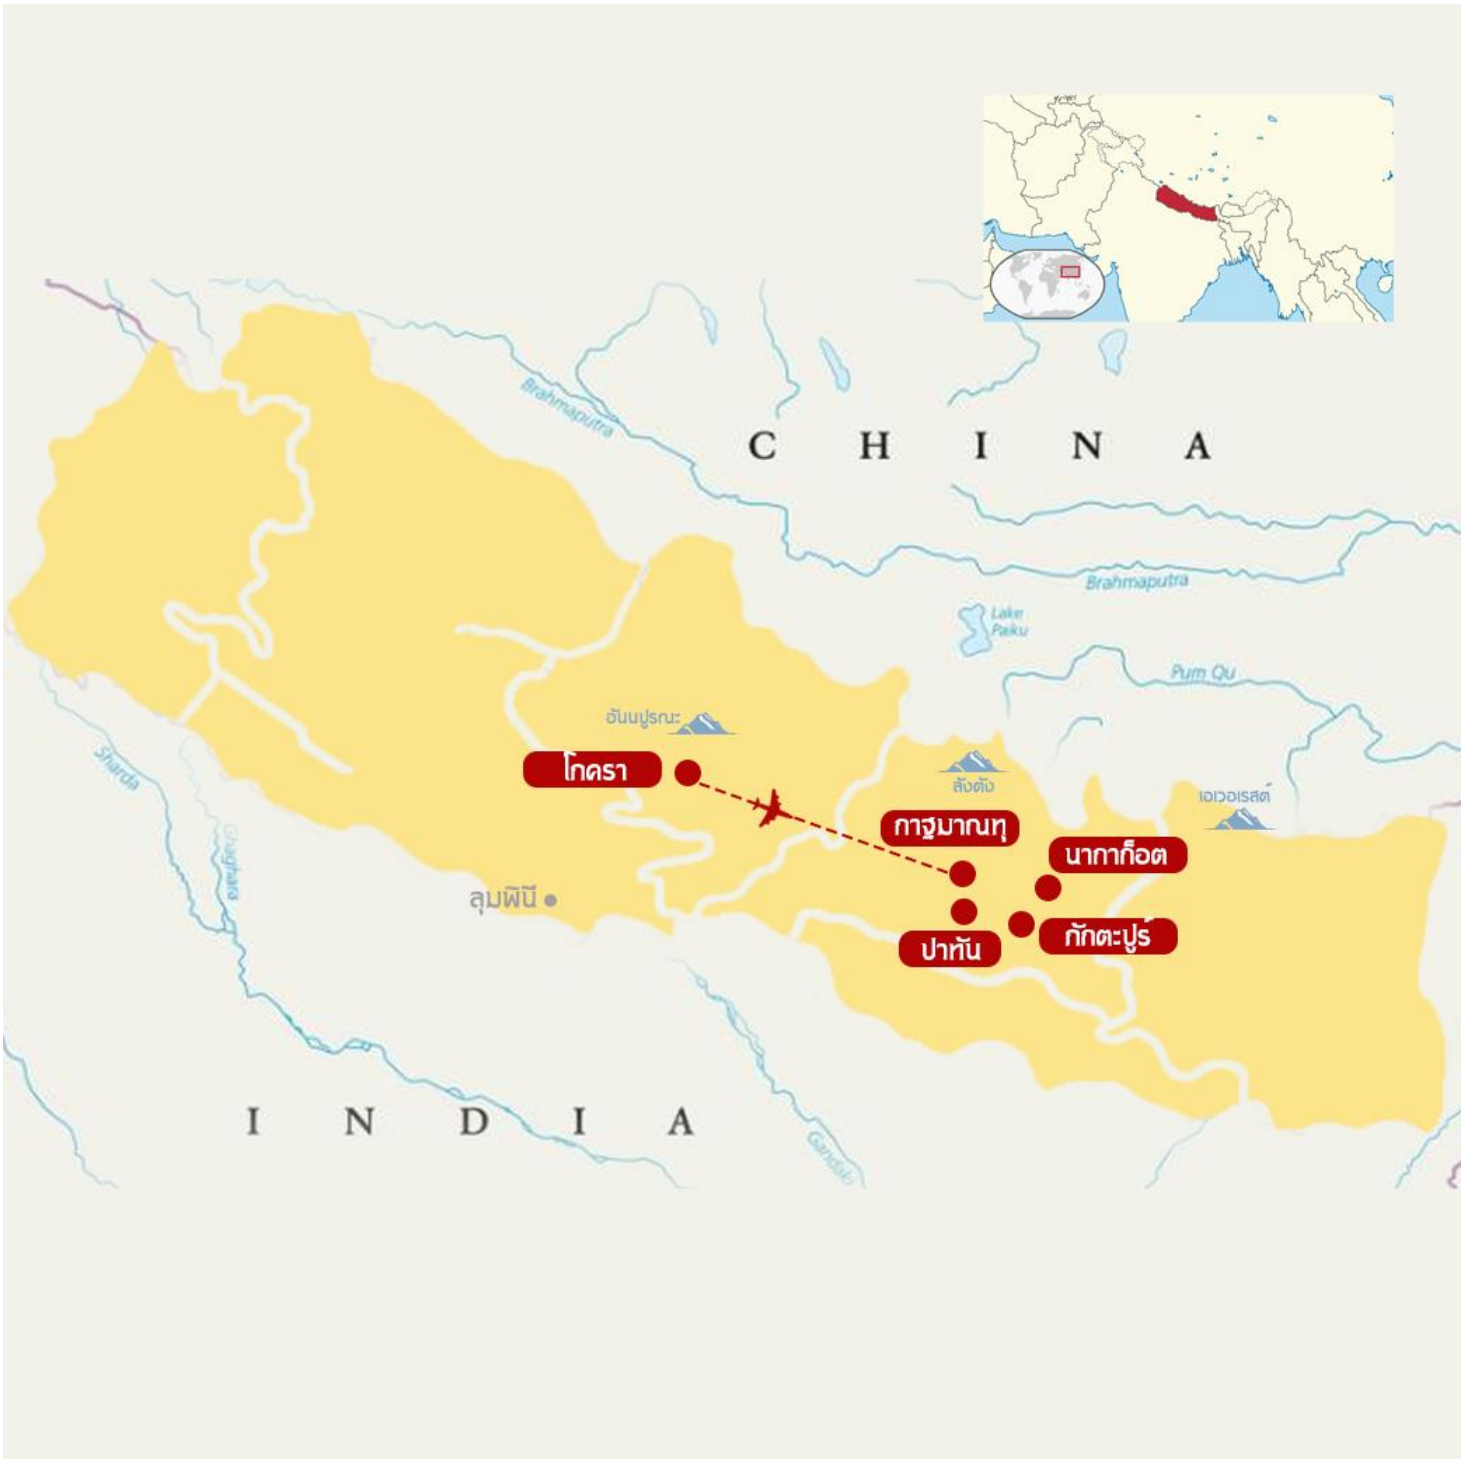 CHINA
Brahmaputra
Brahmaputra
Lake
Paiku
Pum Qu
อันนปูรณะ
โภครา
ลังตัง
เอเวอเรสต์
กาฐมาณฑุ
นากาก็อต
Sharda
Ghaghara
ลุมพินี
ปาทัน
ภักตะปูร์
INDIA
Gandaki